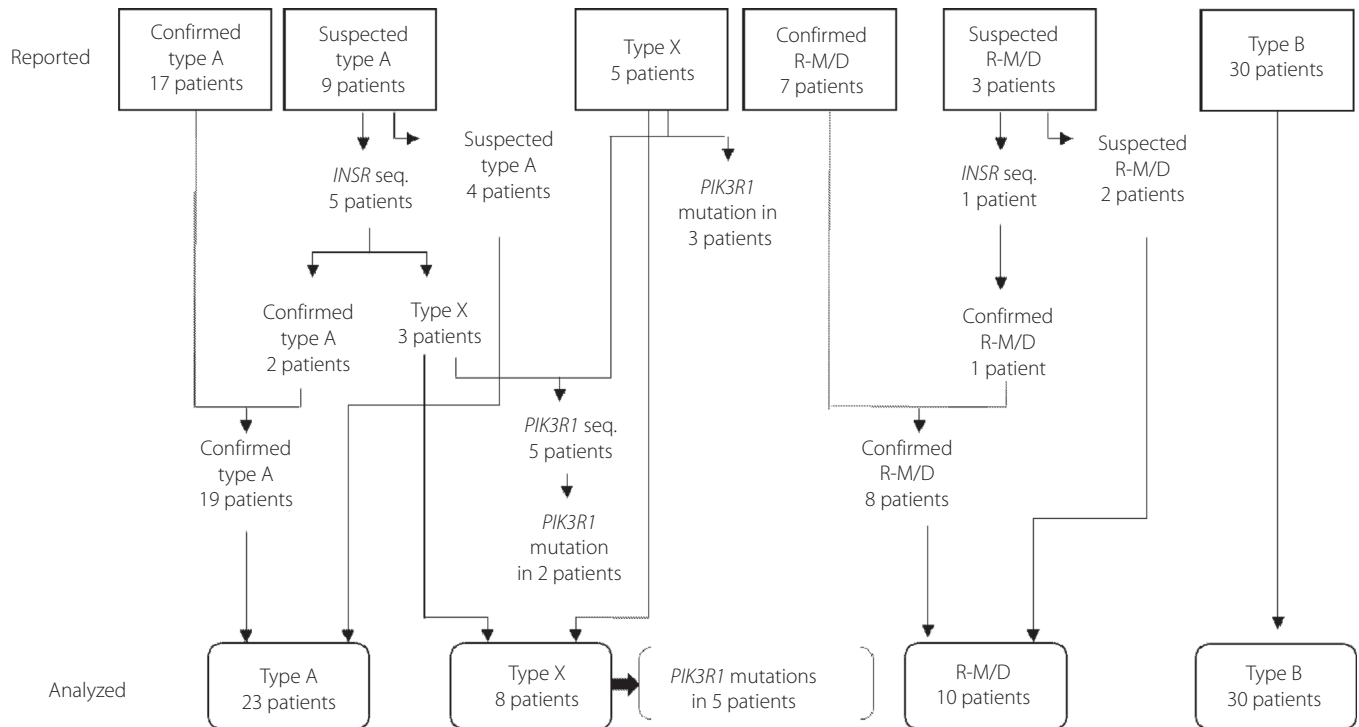 Reported
Confirmed
type A
17 patients
Suspected
type A
9 patients
Type X
5 patients
Confirmed
R-M/D
7 patients
Suspected
R-M/D
3 patients
Type B
30 patients
INSR seq.
5 patients
Suspected
type A
4 patients
PIK3R1
mutation in
3 patients
INSR seq.
1 patient
Suspected
R-M/D
2 patients
Confirmed
type A
2 patients
Type X
3 patients
Confirmed
R-M/D
1 patient
Confirmed
type A
19 patients
PIK3R1 seq.
5 patients
Confirmed
R-M/D
8 patients
PIK3R1
mutation
in 2 patients
Analyzed
Type A
23 patients
Type X
8 patients
PIK3R1 mutations
in 5 patients
R-M/D
10 patients
Type B
30 patients